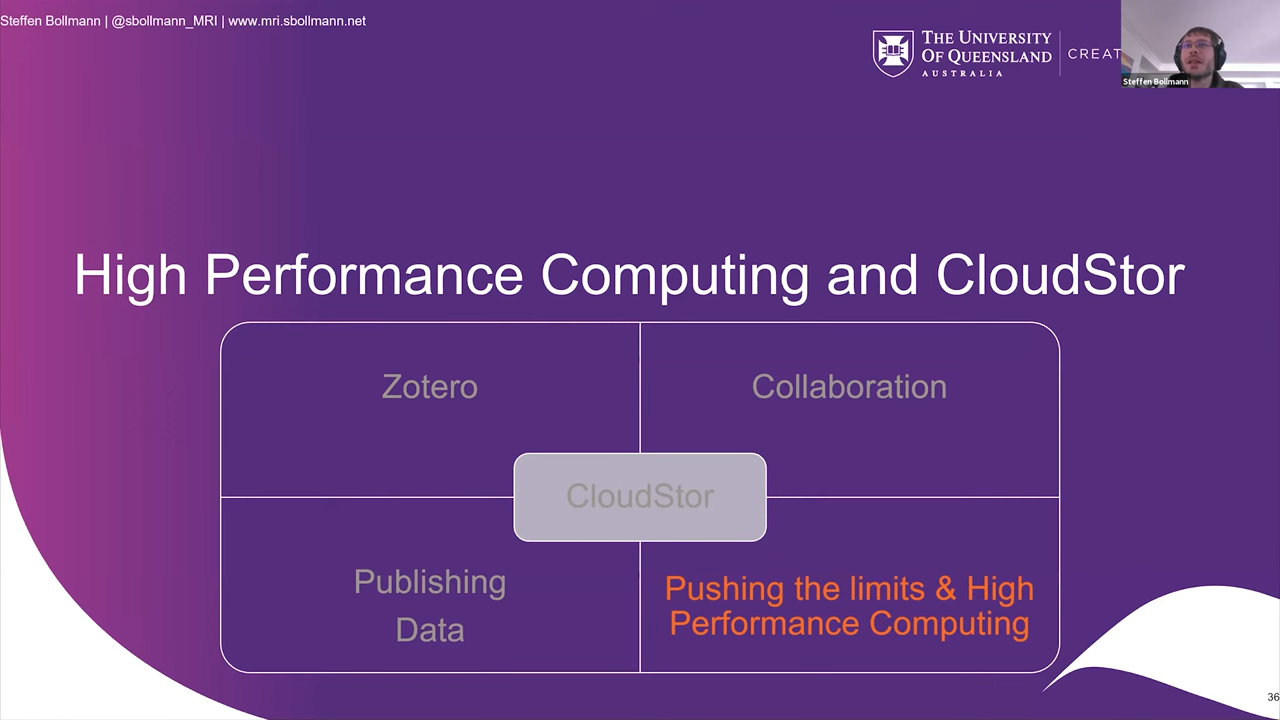 Steffen Bollmann | @sbollmann_MRI | www.mri.sbollmann.net
THE UNIVERSITY
OF QUEENSLAND
AUSTRALIA
CREAT
Steffen Bollmann
High Performance Computing and CloudStor
Zotero
Collaboration
CloudStor
Publishing
Data
Pushing the limits & High
Performance Computing
36